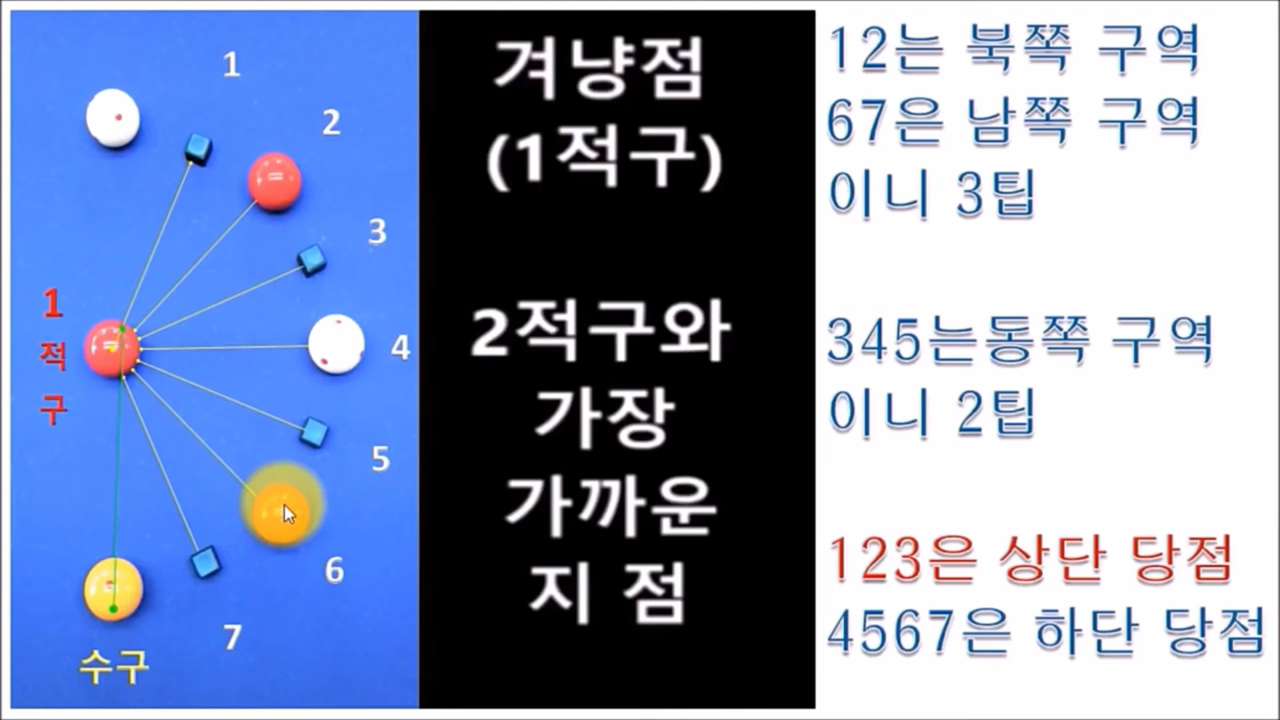 1
2
3
4
5
6
7
1
적
구
수구
겨냥점
(1적구)
2적구와
가장
가까운
지 점
12는 북쪽 구역
67은 남쪽 구역
이니 3팁
345는동쪽 구역
이니 2팁
123은 상단 당점
4567은 하단 당점